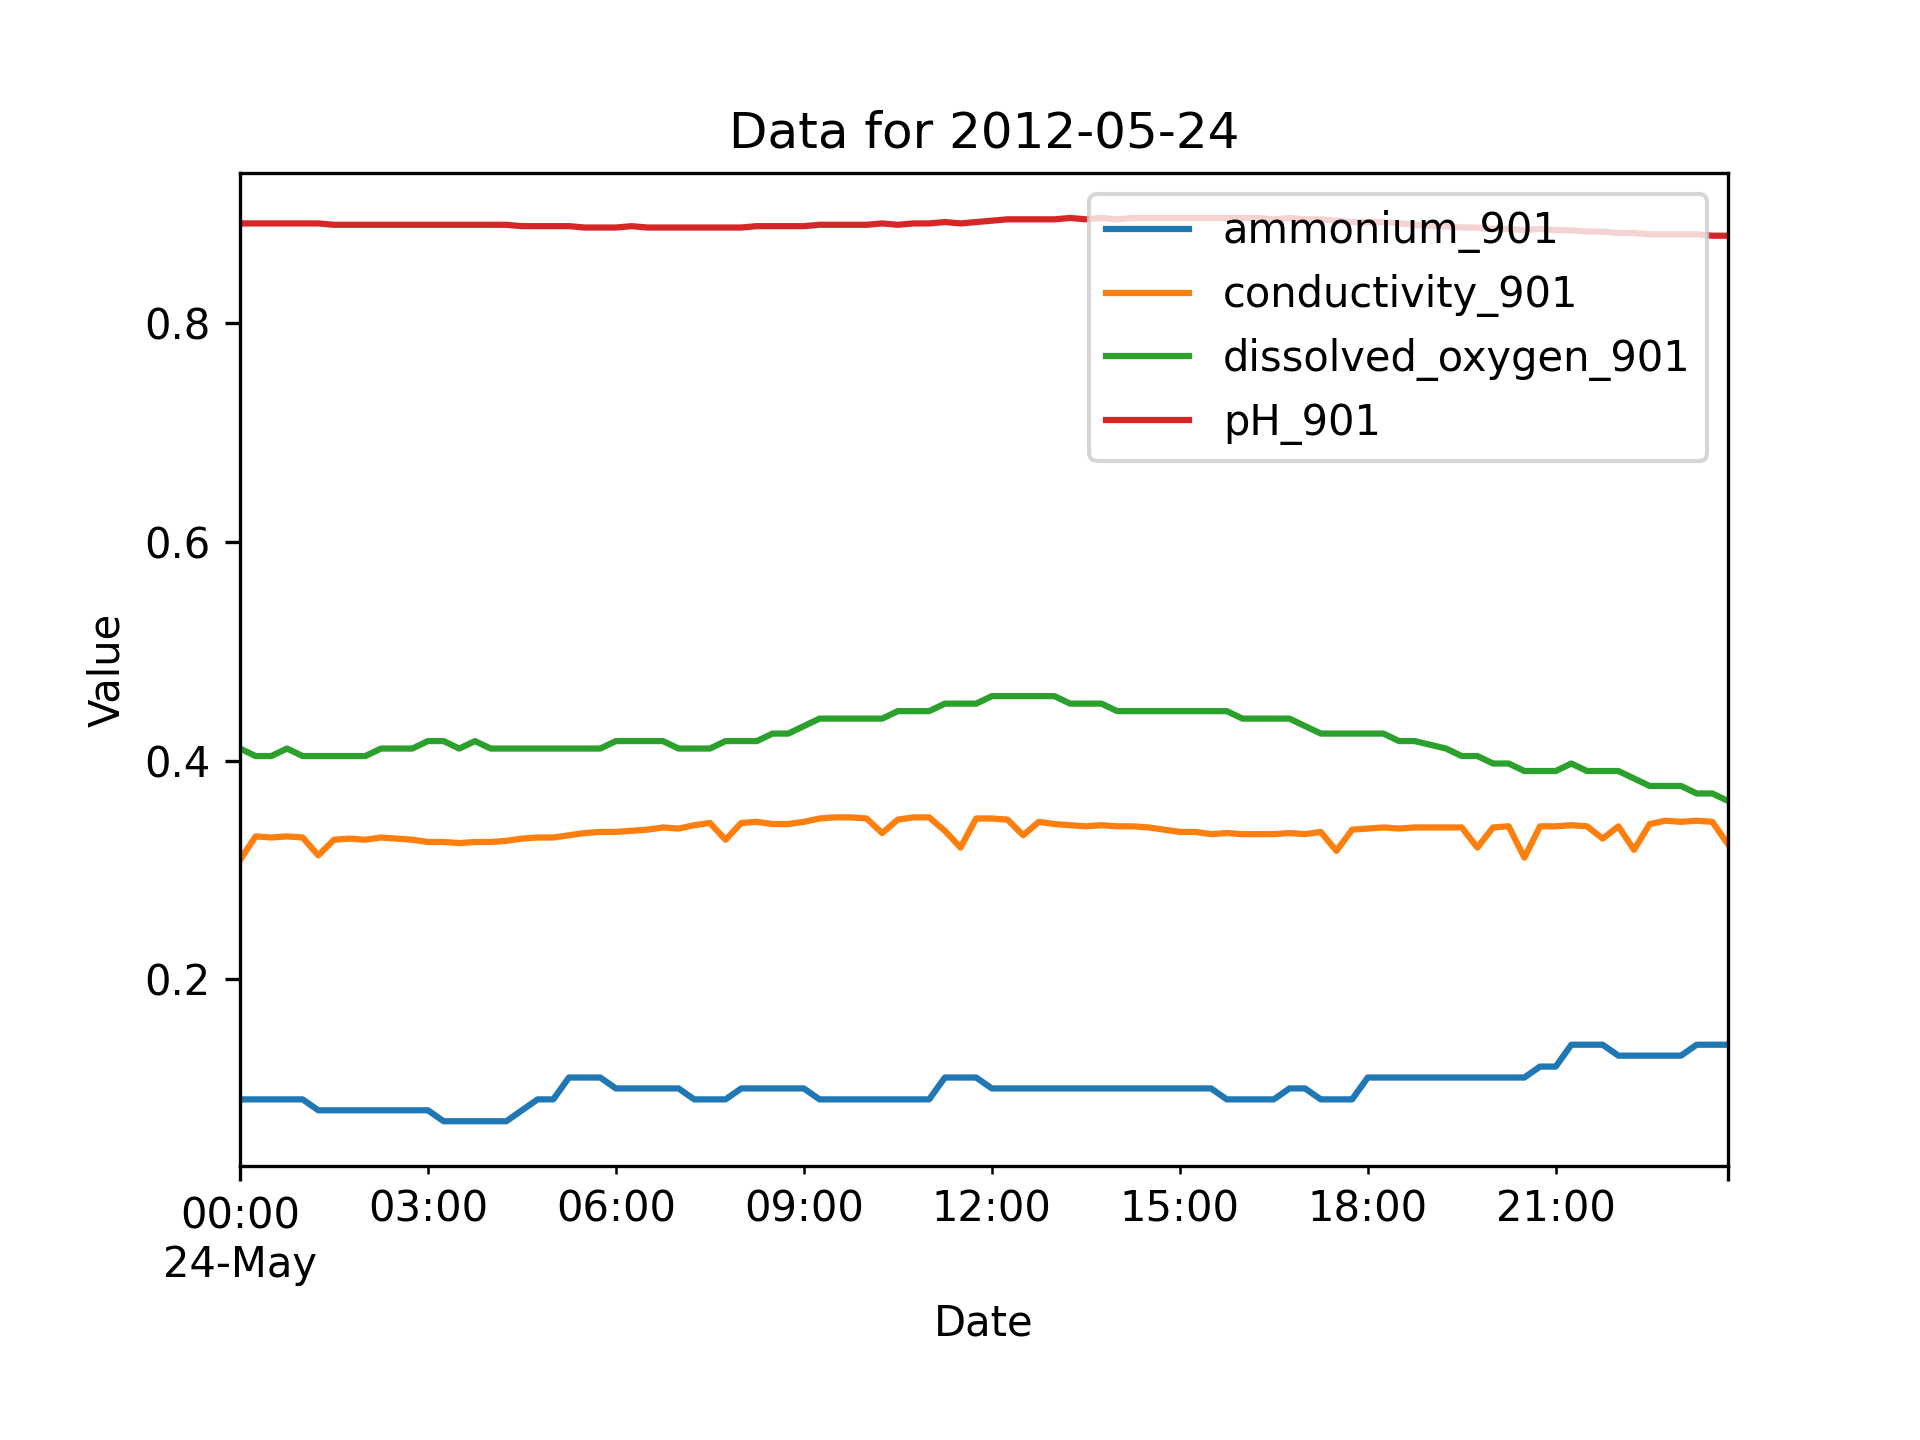 Data for 2012-05-24
ammonium_901
conductivity_901
dissolved_oxygen_901
pH_901
0.8
0.6
0.4
0.2
Value
00:00 03:00 06:00 09:00 12:00 15:00 18:00 21:00
24-May
Date